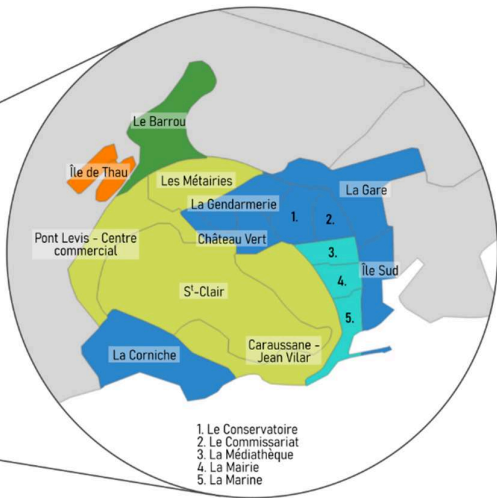 Le Barrou
Île de Thau
Les Métairies
La Gare
La Gendarmerie
1.
2.
Pont Levis - Centre
commercial
Château Vert
3.
Île Sud
4.
Sᵗ-Clair
5.
Caraussane -
Jean Vilar
La Corniche
1. Le Conservatoire
2. Le Commissariat
3. La Médiathèque
4. La Mairie
5. La Marine